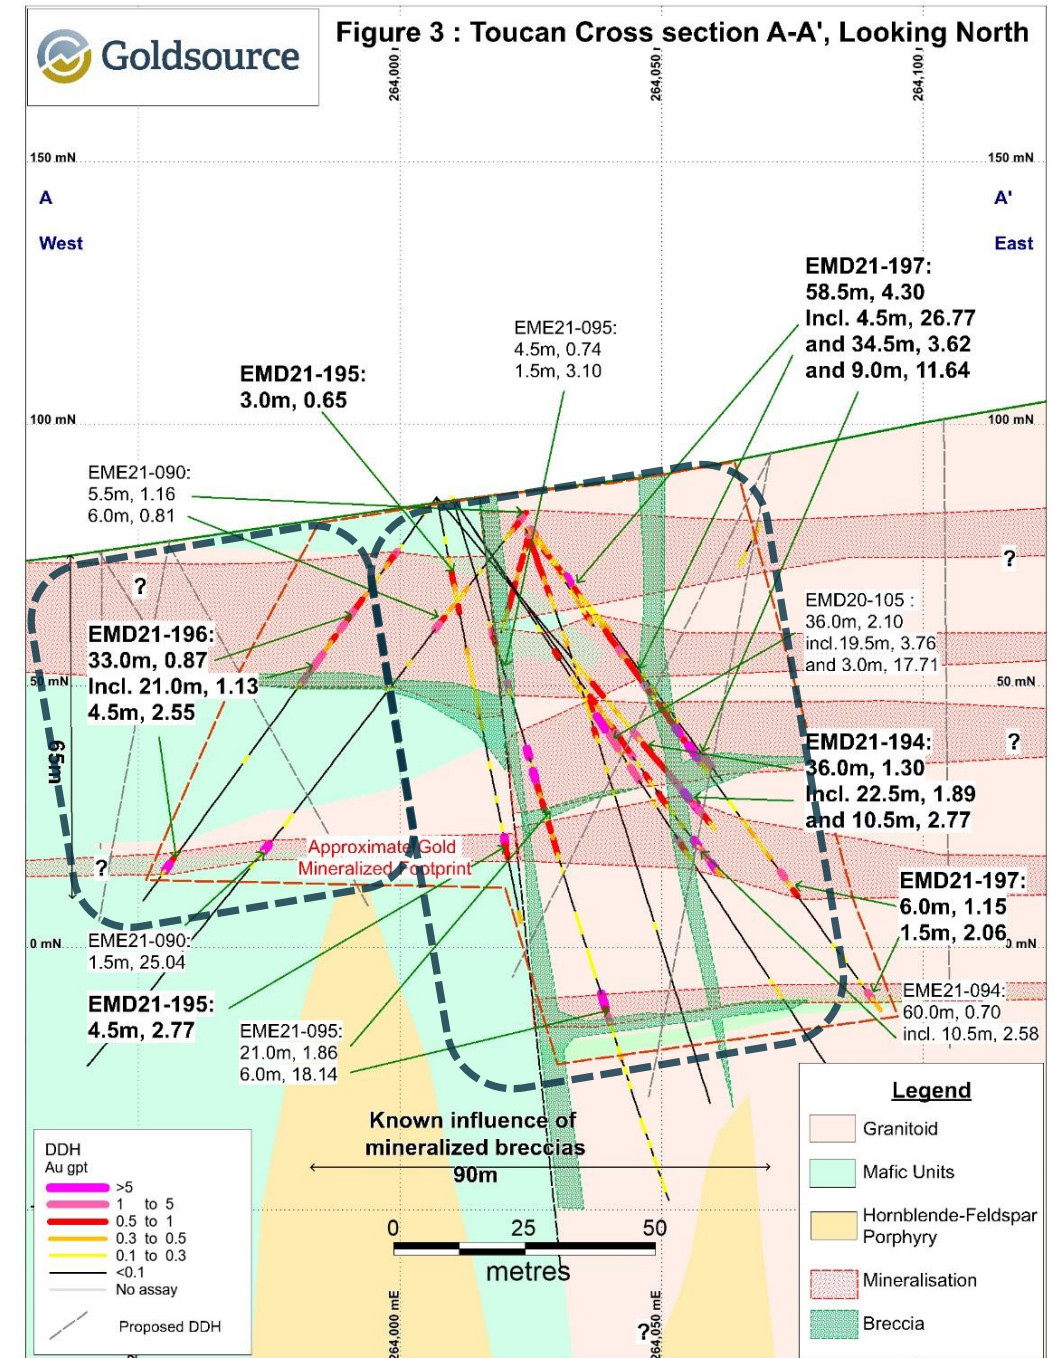 Goldsource
Figure 3 : Toucan Cross section A-A', Looking North
264,000
264,050
264,100
150 mN
150 mN
A
A'
West
East
EMD21-197:
58.5m, 4.30
Incl. 4.5m, 26.77
and 34.5m, 3.62
and 9.0m, 11.64
EME21-095:
4.5m, 0.74
1.5m, 3.10
EMD21-195:
3.0m, 0.65
100 mN
100 mN
EME21-090:
5.5m, 1.16
6.0m, 0.81
?
?
EMD20-105 :
36.0m, 2.10
incl.19.5m, 3.76
and 3.0m, 17.71
EMD21-196:
33.0m, 0.87
Incl. 21.0m, 1.13
4.5m, 2.55
50 mN
50 mN
65m
?
EMD21-194:
36.0m, 1.30
Incl. 22.5m, 1.89
and 10.5m, 2.77
Approximate Gold
Mineralized Footprint
?
EMD21-197:
6.0m, 1.15
1.5m, 2.06
EME21-090:
1.5m, 25.04
0 mN
0 mN
EMD21-195:
4.5m, 2.77
EME21-094:
60.0m, 0.70
incl. 10.5m, 2.58
EME21-095:
21.0m, 1.86
6.0m, 18.14
Known influence of
mineralized breccias
90m
0 25 50
metres
264,000 mE
264,050 mE
?
DDH
Au gpt
>5
1 to 5
0.5 to 1
0.3 to 0.5
0.1 to 0.3
<0.1
No assay
Proposed DDH
Legend
Granitoid
Mafic Units
Hornblende-Feldspar
Porphyry
Mineralisation
Breccia